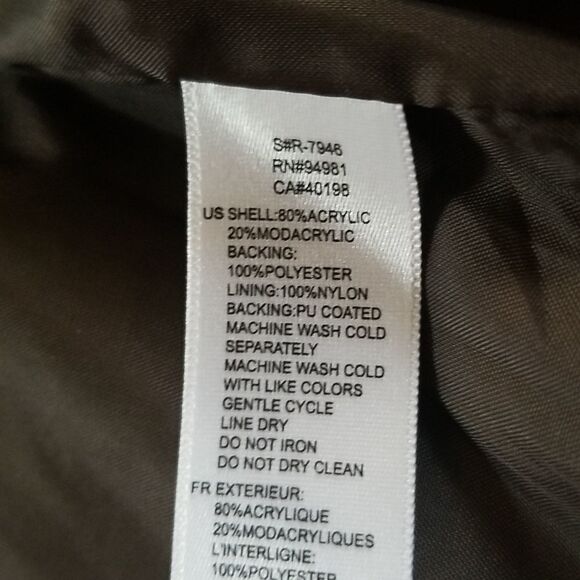 S#R-7946
RN#94981
CA#40198
US SHELL:80%ACRYLIC
20%MODACRYLIC
BACKING:
100%POLYESTER
LINING:100%NYLON
BACKING:PU COATED
MACHINE WASH COLD
SEPARATELY
MACHINE WASH COLD
WITH LIKE COLORS
GENTLE CYCLE
LINE DRY
DO NOT IRON
DO NOT DRY CLEAN
FR EXTERIEUR:
80%ACRYLIQUE
20%MODACRYLIQUES
L'INTERLIGNE:
100%POLYESTER